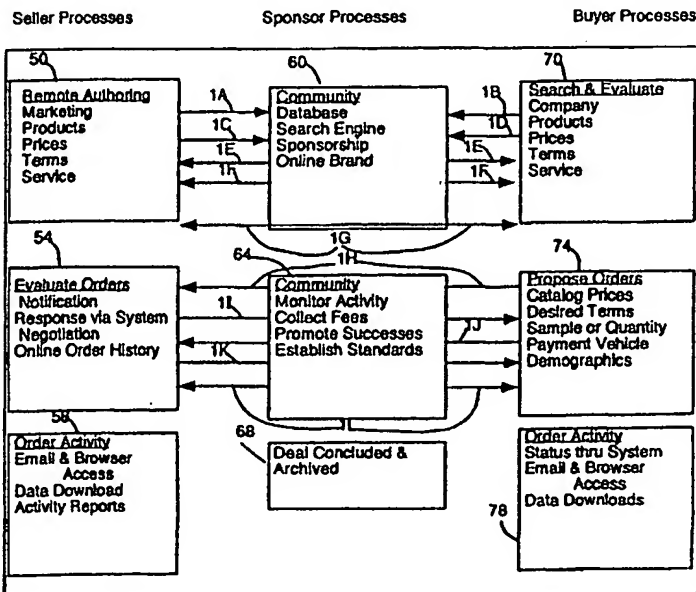 Seller Processes
Sponsor Processes
Buyer Processes
50
Remote Authoring
Marketing
Products
Prices
Terms
Service
1A
1C
1E
60
Community
Database
Search Engine
Sponsorship
Online Brand
1B
1D
1E
1F
70
Search & Evaluate
Company
Products
Prices
Terms
Service
1G
1H
54
Evaluate Orders
Notification
Response via System
Negotiation
Online Order History
1I
1K
64
Community
Monitor Activity
Collect Fees
Promote Successes
Establish Standards
1J
74
Propose Orders
Catalog Prices
Desired Terms
Sample or Quantity
Payment Vehicle
Demographics
58
Order Activity
Email & Browser
Access
Data Download
Activity Reports
68
Deal Concluded &
Archived
78
Order Activity
Status thru System
Email & Browser
Access
Data Downloads